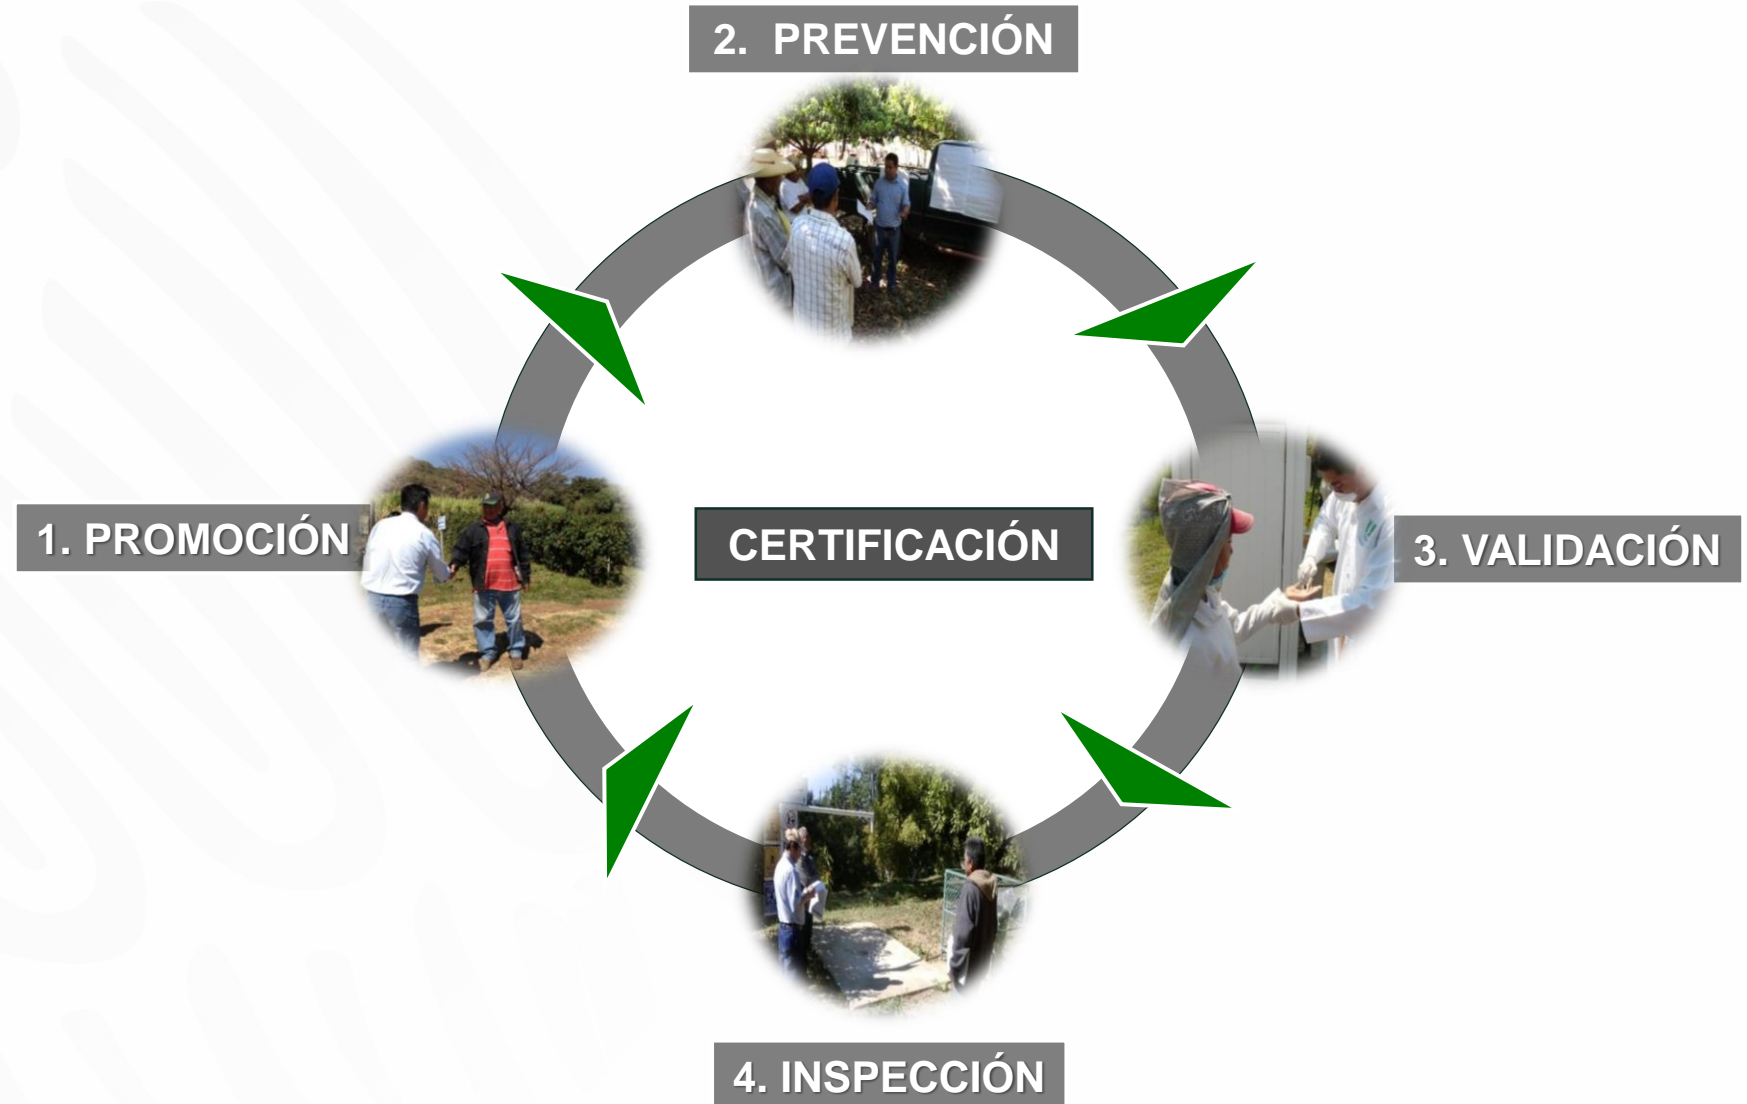 2. PREVENCIÓN
1. PROMOCIÓN
CERTIFICACIÓN
3. VALIDACIÓN
4. INSPECCIÓN